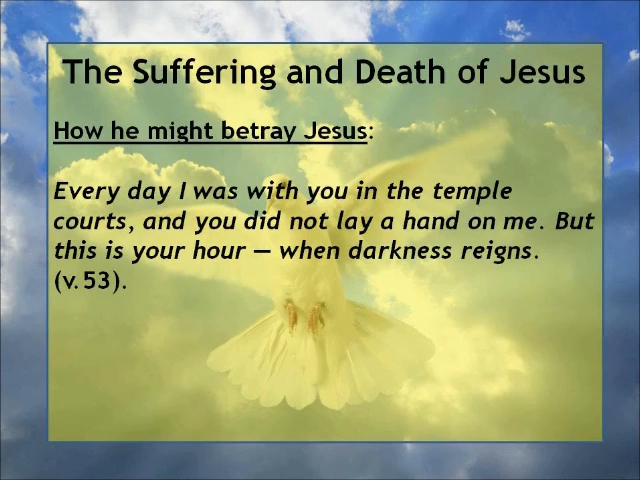 The Suffering and Death of Jesus
How he might betray Jesus:
Every day I was with you in the temple
courts, and you did not lay a hand on me. But
this is your hour — when darkness reigns.
(v.53).